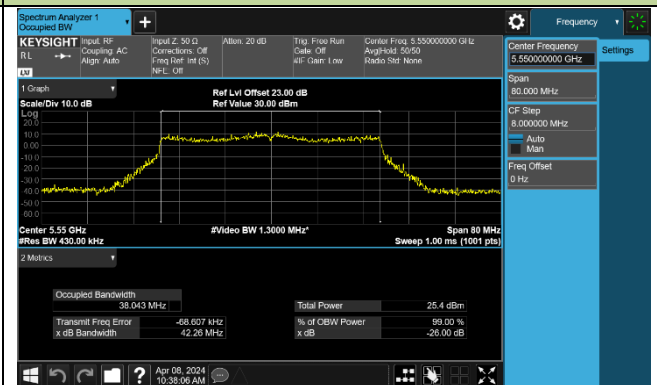 Spectrum Analyzer 1
Occupied BW
Frequency
KEYSIGHT
RL
LXI
Input: RF
Coupling: AC
Align: Auto
Input Z: 50 Ω
Corrections: Off
Freq Ref: Int (S)
NFE: Off
Atten: 20 dB
Trig: Free Run
Gate: Off
#IF Gain: Low
Center Freq: 5.550000000 GHz
Avg|Hold: 50/50
Radio Std: None
Center Frequency
5.550000000 GHz
Settings
Span
80.000 MHz
CF Step
8.000000 MHz
Auto
Man
Freq Offset
0 Hz
1 Graph
Scale/Div 10.0 dB
Ref Lvl Offset 23.00 dB
Ref Value 30.00 dBm
Log
20.0
10.0
0.00
-10.0
-20.0
-30.0
-40.0
-50.0
-60.0
Center 5.55 GHz
#Res BW 430.00 kHz
#Video BW 1.3000 MHz*
Span 80 MHz
Sweep 1.00 ms (1001 pts)
2 Metrics
Occupied Bandwidth
38.043 MHz
Total Power 25.4 dBm
Transmit Freq Error -68.607 kHz
% of OBW Power 99.00 %
x dB Bandwidth 42.26 MHz
x dB -26.00 dB
Apr 08, 2024
10:38:06 AM